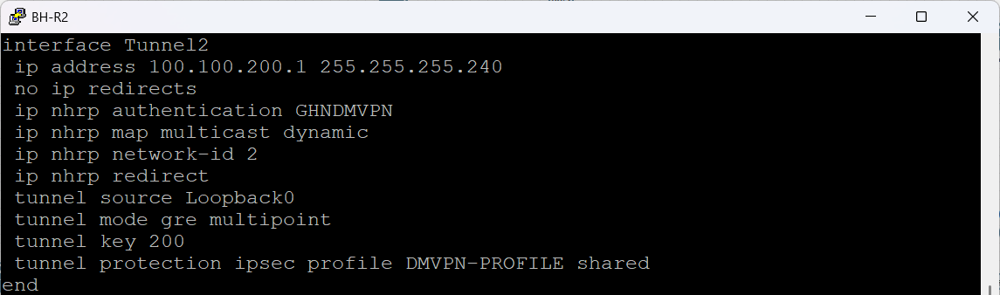 BH-R2
interface Tunnel2
ip address 100.100.200.1 255.255.255.240
no ip redirects
ip nhrp authentication GHNDMVPN
ip nhrp map multicast dynamic
ip nhrp network-id 2
ip nhrp redirect
tunnel source Loopback0
tunnel mode gre multipoint
tunnel key 200
tunnel protection ipsec profile DMVPN-PROFILE shared
end